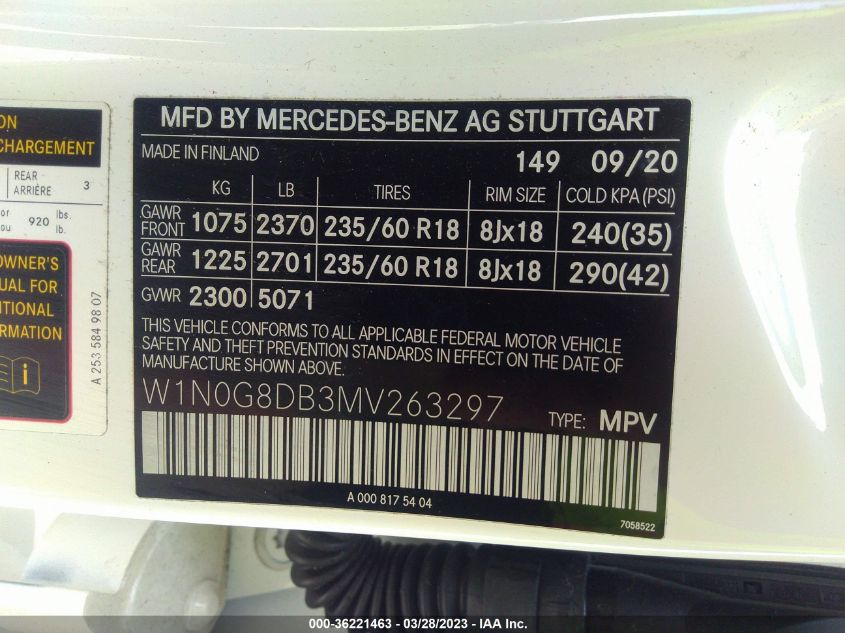 ON
CHARGEMENT
REAR
ARRIÈRE 3
or
ou 920 lbs.
lb.
OWNER'S
UAL FOR
ITIONAL
ORMATION
A 253 584 98 07
MFD BY MERCEDES-BENZ AG STUTTGART
MADE IN FINLAND 149 09/20
KG LB TIRES RIM SIZE COLD KPA (PSI)
GAWR FRONT 1075 2370 235/60 R18 8Jx18 240(35)
GAWR REAR 1225 2701 235/60 R18 8Jx18 290(42)
GVWR 2300 5071
THIS VEHICLE CONFORMS TO ALL APPLICABLE FEDERAL MOTOR VEHICLE
SAFETY AND THEFT PREVENTION STANDARDS IN EFFECT ON THE DATE OF
MANUFACTURE SHOWN ABOVE.
W1N0G8DB3MV263297 TYPE: MPV
A 000 817 54 04
7058522
000-36221463 - 03/28/2023 - IAA Inc.